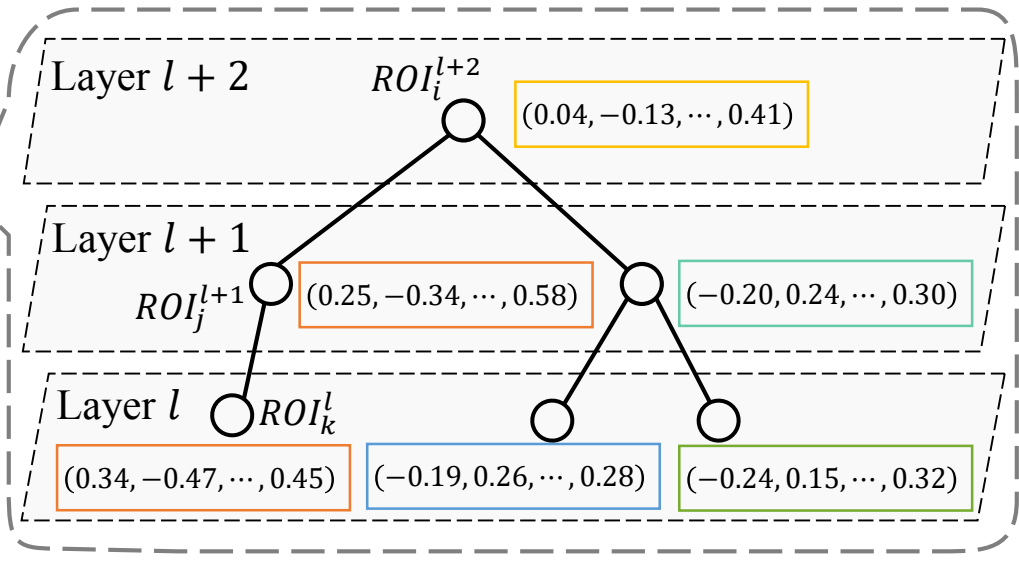 Layer l + 2
ROI_i^{l+2}
(0.04, −0.13, ⋯, 0.41)
Layer l + 1
ROI_j^{l+1}
(0.25, −0.34, ⋯, 0.58)
(−0.20, 0.24, ⋯, 0.30)
Layer l
ROI_k^l
(0.34, −0.47, ⋯, 0.45)
(−0.19, 0.26, ⋯, 0.28)
(−0.24, 0.15, ⋯, 0.32)